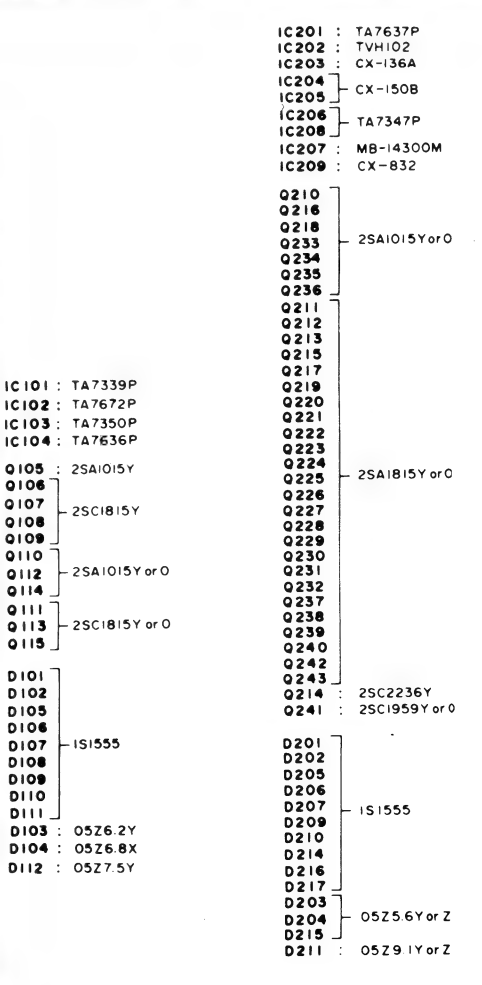 IC101 : TA7339P
IC102 : TA7672P
IC103 : TA7350P
IC104 : TA7636P
Q105 : 2SA1015Y
Q106
Q107
2SC1815Y
Q108
Q109
Q110
Q112 2SA1015Y or O
Q114
Q111
Q113 2SC1815Y or O
Q115
D101
D102
D105
D106
D107 1S1555
D108
D109
D110
D111
D103 : 05Z6.2Y
D104 : 05Z6.8X
D112 : 05Z7.5Y
IC201 : TA7637P
IC202 : TVH102
IC203 : CX-136A
IC204
CX-150B
IC205
IC206
TA7347P
IC208
IC207 : MB-14300M
IC209 : CX-832
Q210
Q216
Q218
Q233 2SA1015Y or O
Q234
Q235
Q236
Q211
Q212
Q213
Q215
Q217
Q219
Q220
Q221
Q222
Q223
Q224
Q225 2SA1815Y or O
Q226
Q227
Q228
Q229
Q230
Q231
Q232
Q237
Q238
Q239
Q240
Q242
Q243
Q214 : 2SC2236Y
Q241 : 2SC1959Y or O
D201
D202
D205
D206
D207
1S1555
D209
D210
D214
D216
D217
D203
D204 05Z5.6Y or Z
D215
D211 : 05Z9.1Y or Z